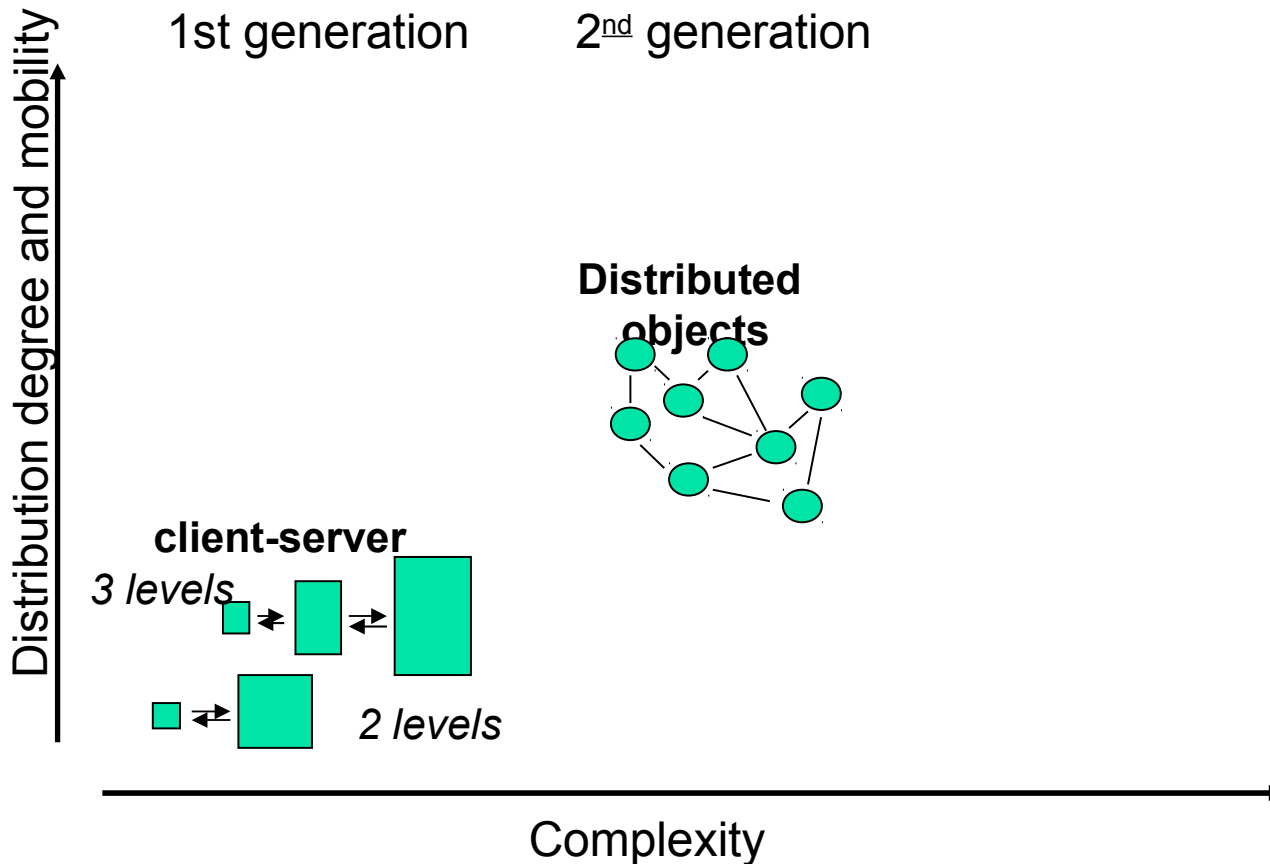 1st generation
2nd generation
Distribution degree and mobility
Distributed
objects
client-server
3 levels
2 levels
Complexity